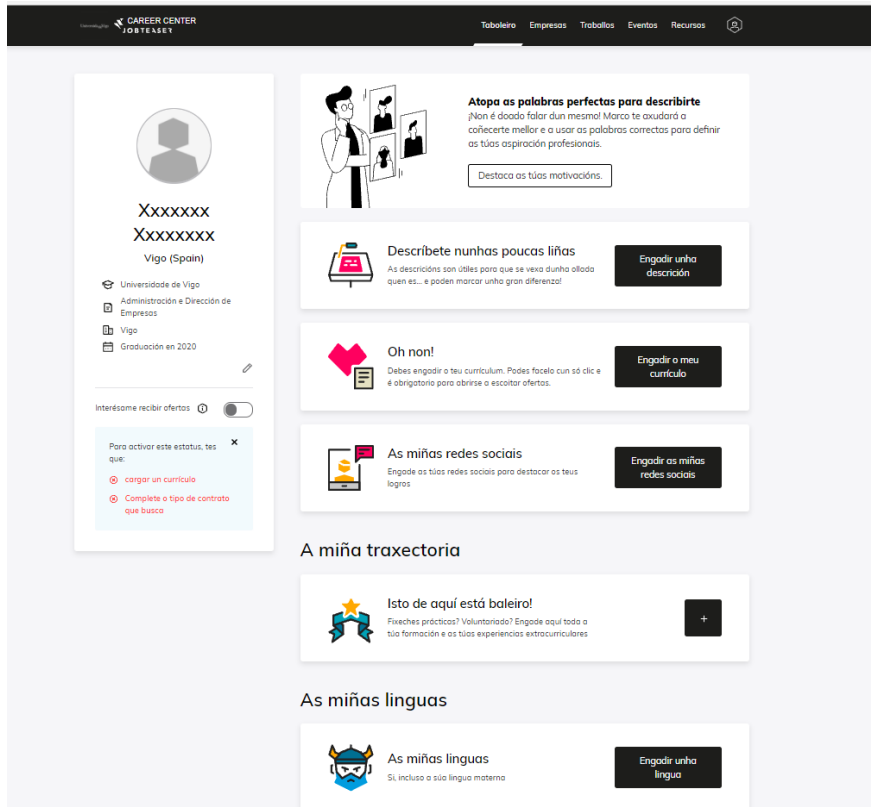 CAREER CENTER
JOBTEASER
Taboleiro Empresas Traballos Eventos Recursos
Xxxxxxx
Xxxxxxxx
Vigo (Spain)
Universidade de Vigo
Administración e Dirección de
Empresas
Vigo
Graduación en 2020
Interésame recibir ofertas
Para activar este estatus, tes
que:
cargar un currículo
Complete o tipo de contrato
que busca
Atopa as palabras perfectas para describirte
¡Non é doado falar dun mesmo! Marco te axudará a
coñecerte mellor e a usar as palabras correctas para definir
as túas aspiración profesionais.
Destaca as túas motivacións.
Descríbete nunhas poucas liñas
As descricións son útiles para que se vexa dunha ollada
quen es... e poden marcar unha gran diferenza!
Engadir unha
descrición
Oh non!
Debes engadir o teu currículum. Podes facelo cun só clic e
é obrigatorio para abrirse a escoitar ofertas.
Engadir o meu
currículo
As miñas redes sociais
Engade as túas redes sociais para destacar os teus
logros
Engadir as miñas
redes sociais
A miña traxectoria
Isto de aquí está baleiro!
Fixeches prácticas? Voluntariado? Engade aquí toda a
túa formación e as túas experiencias extracurriculares
+
As miñas linguas
As miñas linguas
Si, incluso a súa lingua materna
Engadir unha
lingua